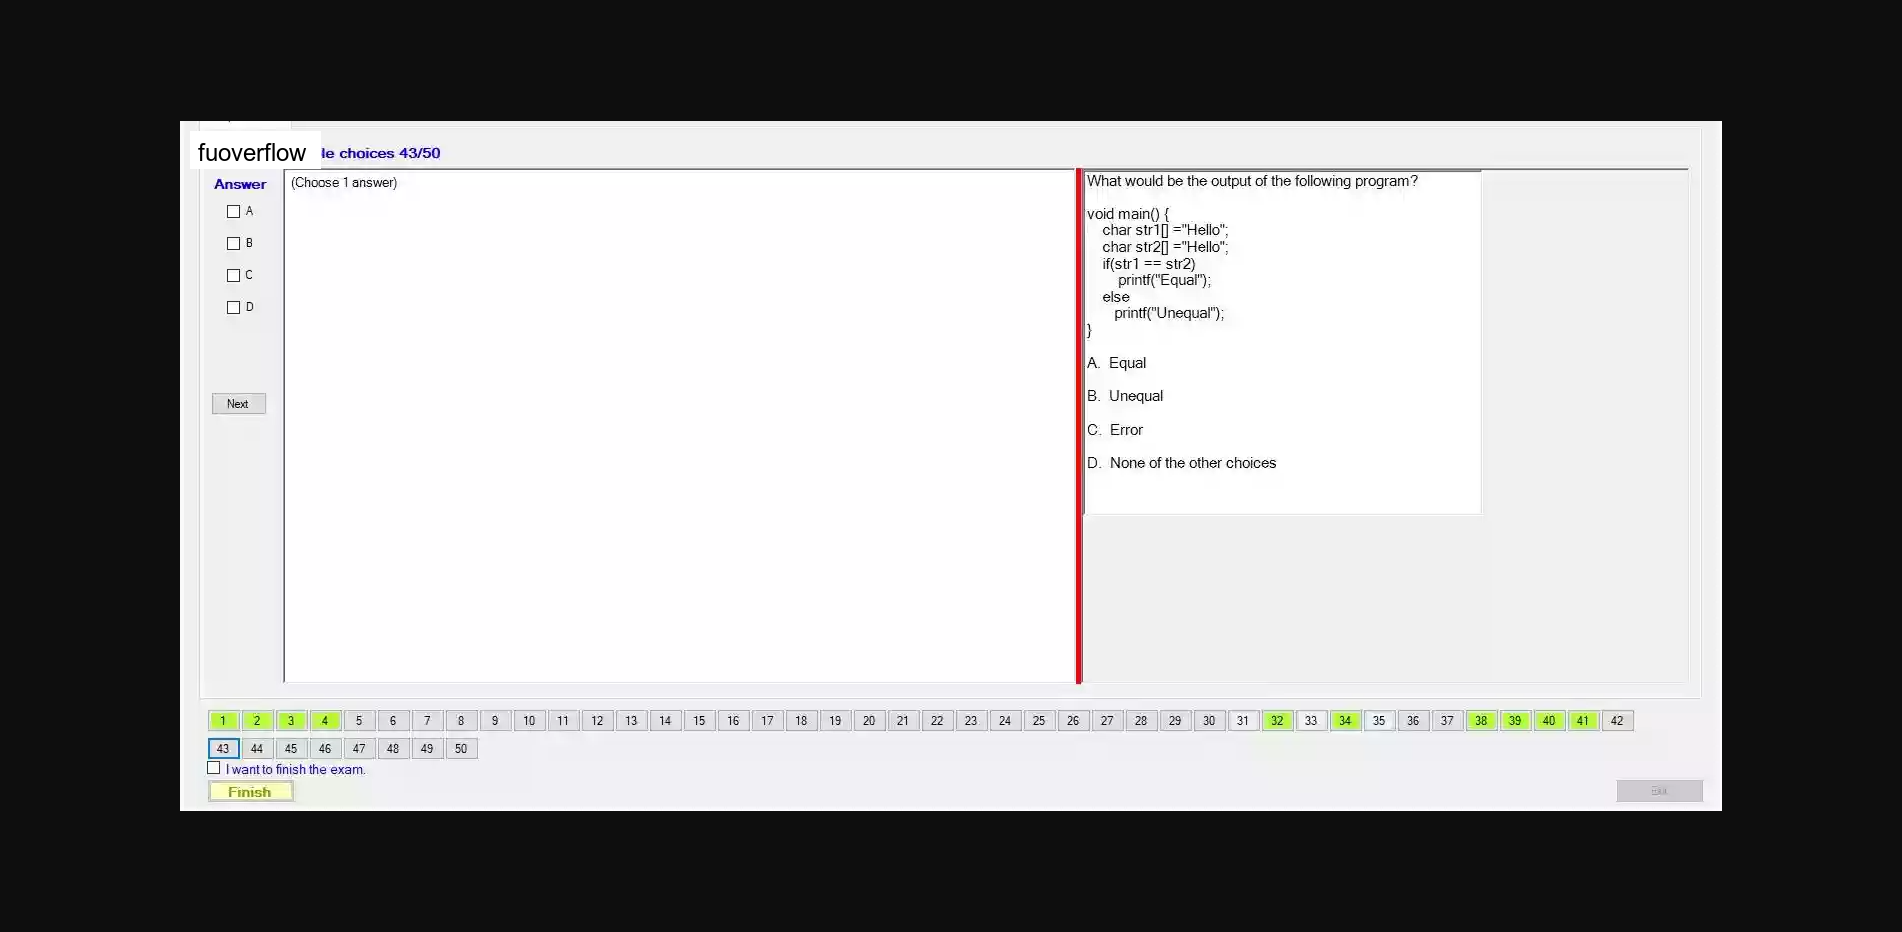 fuoverflow
le choices 43/50
Answer
(Choose 1 answer)
A
B
C
D
Next
What would be the output of the following program?
void main() {
char str1[] ="Hello";
char str2[] ="Hello";
if(str1 == str2)
printf("Equal");
else
printf("Unequal");
}
A. Equal
B. Unequal
C. Error
D. None of the other choices
1 2 3 4 5 6 7 8 9 10 11 12 13 14 15 16 17 18 19 20 21 22 23 24 25 26 27 28 29 30 31 32 33 34 35 36 37 38 39 40 41 42
43 44 45 46 47 48 49 50
I want to finish the exam.
Finish
Exit